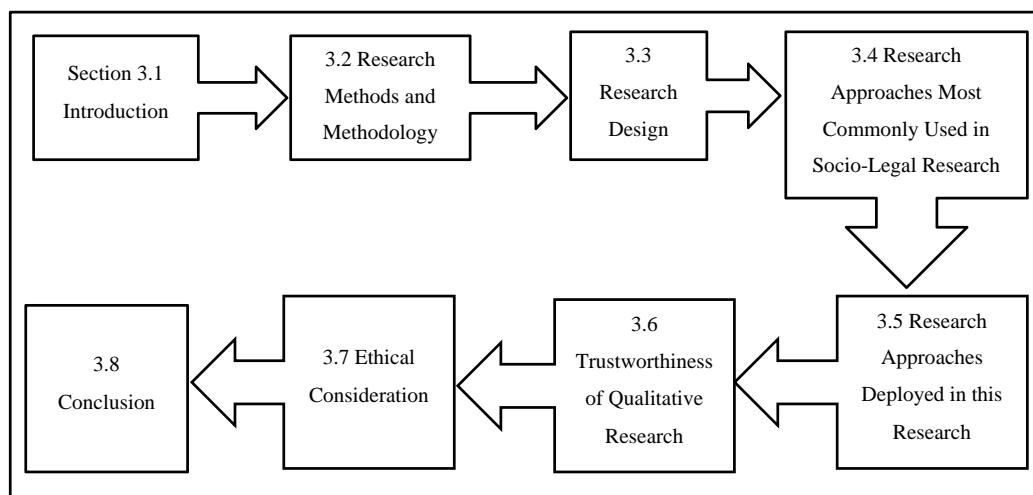 Section 3.1
Introduction
3.2 Research
Methods and
Methodology
3.3
Research
Design
3.4 Research
Approaches Most
Commonly Used in
Socio-Legal Research
3.5 Research
Approaches
Deployed in this
Research
3.6
Trustworthiness
of Qualitative
Research
3.7 Ethical
Consideration
3.8
Conclusion